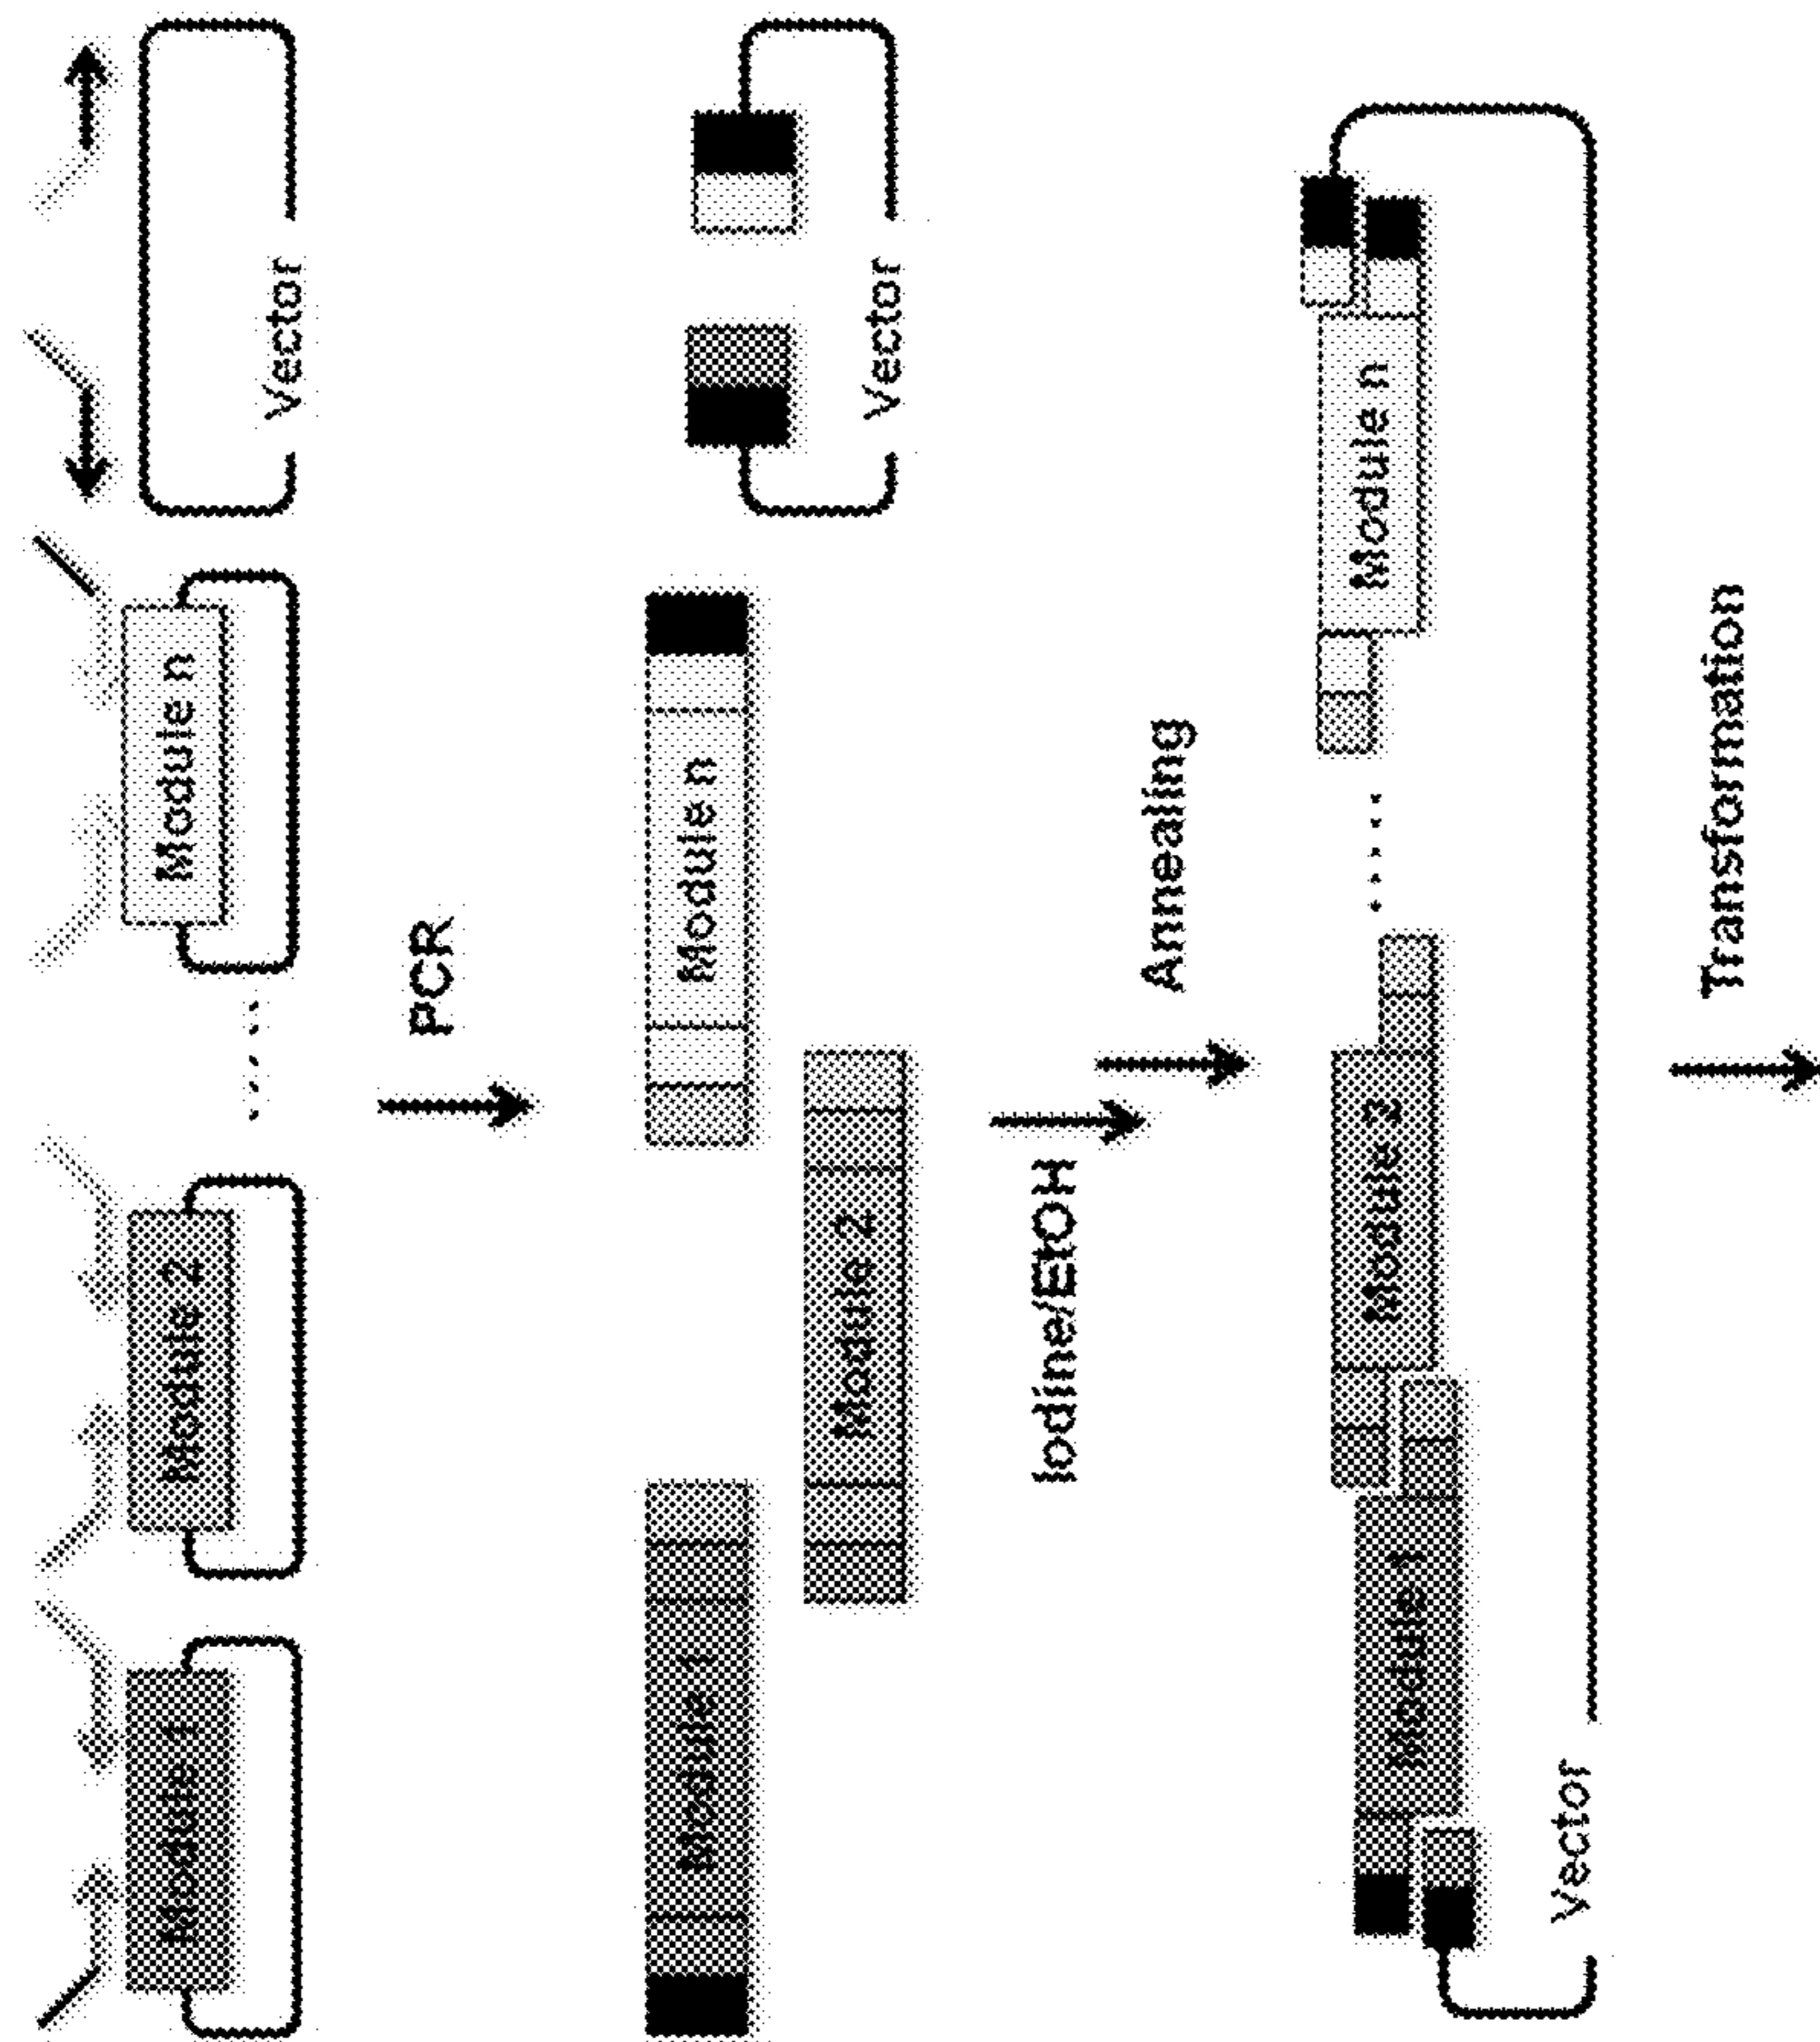 Module 1
Module 2
Module n
Vector
PCR
Module 1
Module n
Module 2
Vector
Iodine/EtOH
Annealing
Module 1
Module 2
Module n
Vector
Transformation